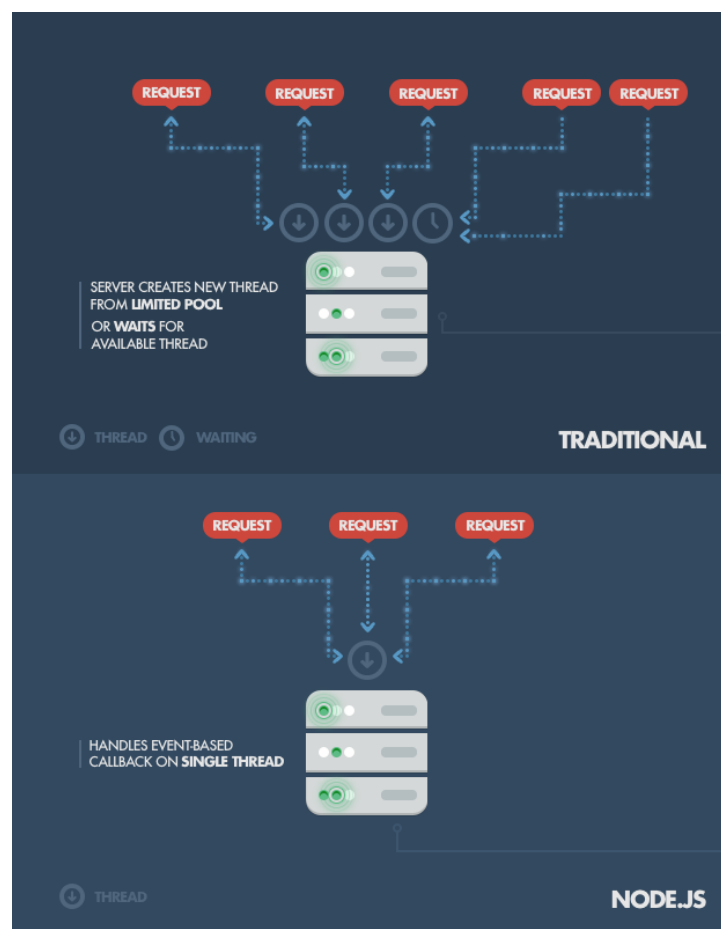 REQUEST REQUEST REQUEST REQUEST REQUEST
SERVER CREATES NEW THREAD
FROM LIMITED POOL
OR WAITS FOR
AVAILABLE THREAD
THREAD WAITING
TRADITIONAL
REQUEST REQUEST REQUEST
HANDLES EVENT-BASED
CALLBACK ON SINGLE THREAD
THREAD
NODE.JS